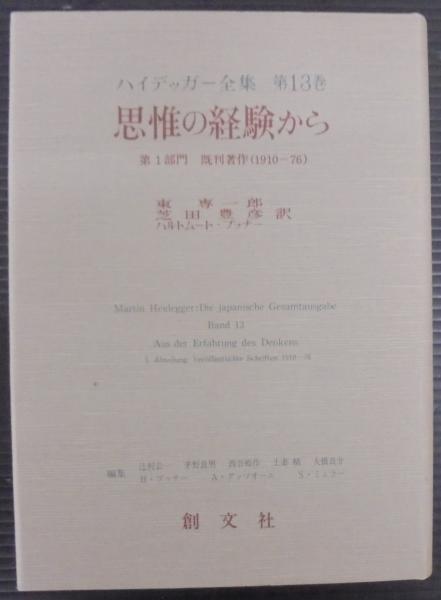 ハイデッガー全集 第13巻
思惟の経験から
第1部門 既刊著作(1910−76)
東 専一郎
芝田豊彦 訳
ハルトムート・ブッナー
Martin Heidegger:Die japanische Gesamtausgabe
Band 13
Aus der Erfahrung des Denkens
I. Abteilung: Veröffentlichte Schriften 1910−76
編集 辻村公一 茅野良男 西谷裕作 上妻 精 大橋良介
H・ブッナー A・グッツオーニ S・ミュラー
創文社